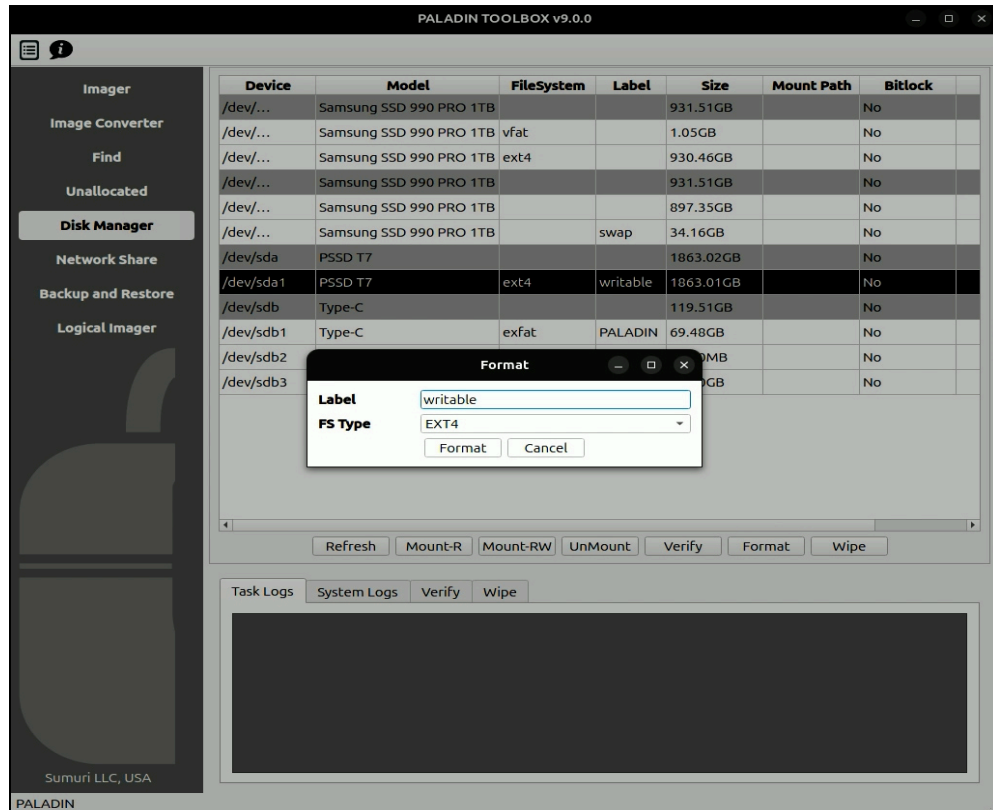 PALADIN TOOLBOX v9.0.0
Imager
Image Converter
Find
Unallocated
Disk Manager
Network Share
Backup and Restore
Logical Imager
Sumuri LLC, USA
Device Model FileSystem Label Size Mount Path Bitlock
/dev/... Samsung SSD 990 PRO 1TB 931.51GB No
/dev/... Samsung SSD 990 PRO 1TB vfat 1.05GB No
/dev/... Samsung SSD 990 PRO 1TB ext4 930.46GB No
/dev/... Samsung SSD 990 PRO 1TB 931.51GB No
/dev/... Samsung SSD 990 PRO 1TB 897.35GB No
/dev/... Samsung SSD 990 PRO 1TB swap 34.16GB No
/dev/sda PSSD T7 1863.02GB No
/dev/sda1 PSSD T7 ext4 writable 1863.01GB No
/dev/sdb Type-C 119.51GB No
/dev/sdb1 Type-C exfat PALADIN 69.48GB No
/dev/sdb2 No
/dev/sdb3 No
Format
Label writable
FS Type EXT4
Format Cancel
Refresh Mount-R Mount-RW UnMount Verify Format Wipe
Task Logs System Logs Verify Wipe
PALADIN